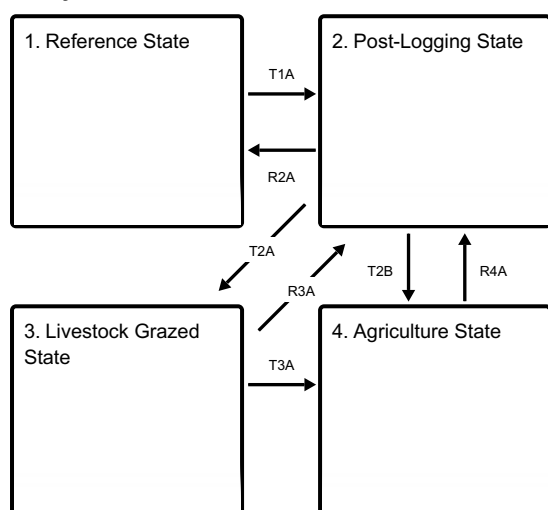 1. Reference State
2. Post-Logging State
T1A
R2A
T2A
R3A
T2B
R4A
3. Livestock Grazed
State
4. Agriculture State
T3A